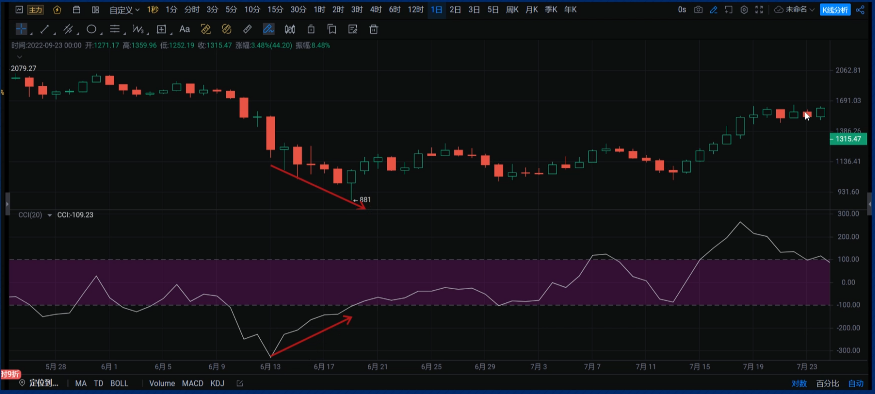 主力 自定义 1秒 1分 分时 3分 5分 10分 15分 30分 1时 2时 3时 4时 6时 12时 1日 2日 3日 5日 周K 月K 季K 年K 0s 未命名 K线分析
Aa
时间:2022-09-23 00:00 开:1271.17 高:1359.96 低:1252.19 收:1315.47 涨幅:3.48%(44.20) 振幅:8.48%
2079.27
2062.81
1691.03
1386.26
1315.47
1136.41
931.60
881
CCI(20) CCI:-109.23
300.00
200.00
100.00
0.00
-100.00
-200.00
-300.00
5月 28 6月 1 6月 5 6月 9 6月 13 6月 17 6月 21 6月 25 6月 29 7月 3 7月 7 7月 11 7月 15 7月 19 7月 23
定位到... MA TD BOLL Volume MACD KDJ 对数 百分比 自动